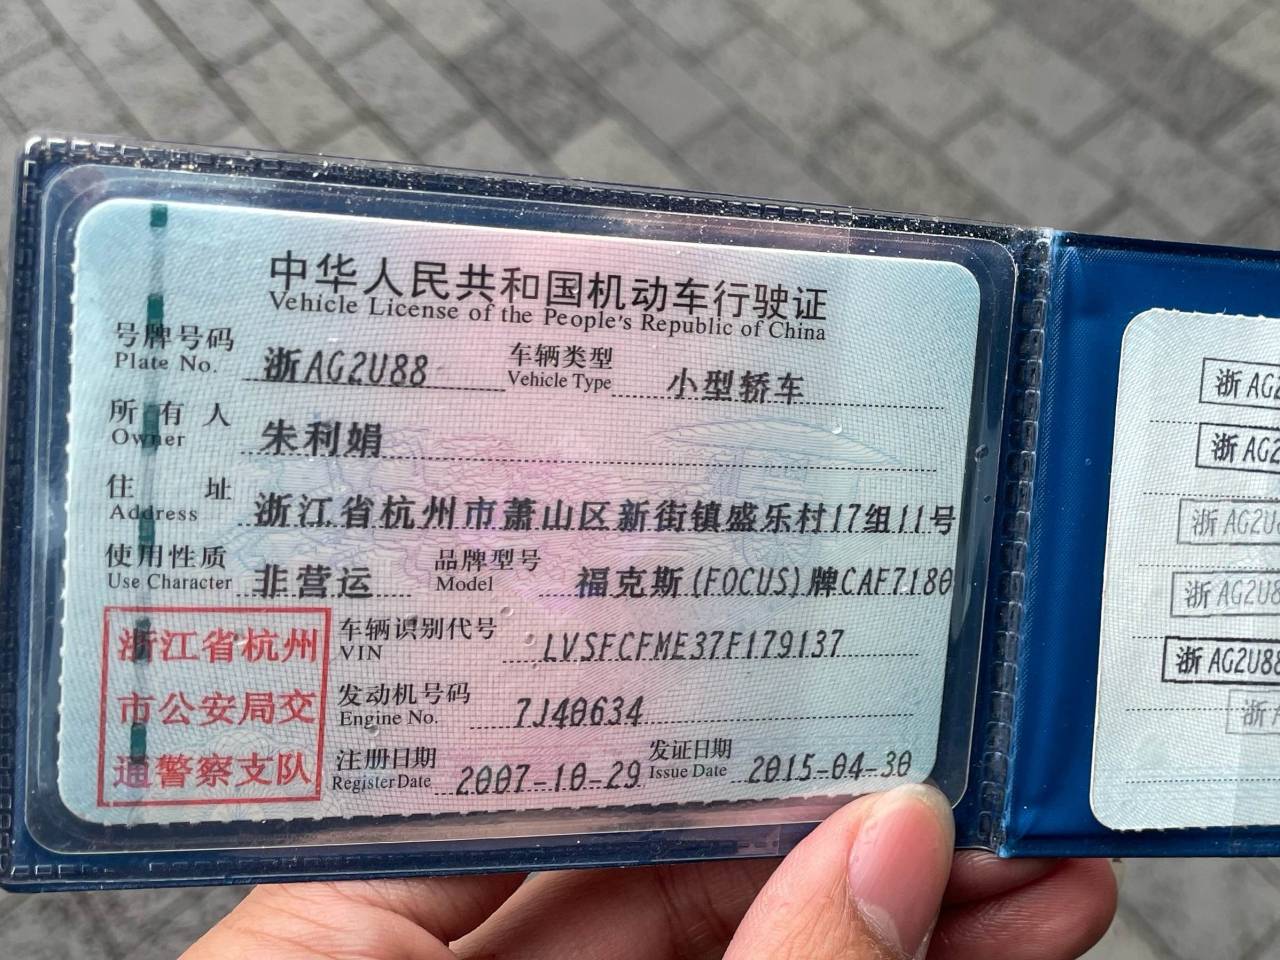 中华人民共和国机动车行驶证
Vehicle License of the People's Republic of China
号牌号码 浙AG2U88 车辆类型 小型轿车
Plate No. Vehicle Type
所有人 朱利娟
Owner
住址 浙江省杭州市萧山区新街镇盛乐村17组11号
Address
使用性质 非营运 品牌型号 福克斯(FOCUS)牌CAF7180
Use Character Model
浙江省杭州
市公安局交
通警察支队
车辆识别代号 LVSFCFME37F179137
VIN
发动机号码 7J40634
Engine No.
注册日期 2007-10-29 发证日期 2015-04-30
Register Date Issue Date
浙AG2
浙AG2
浙AG2U
浙AG2U8
浙AG2U88
浙